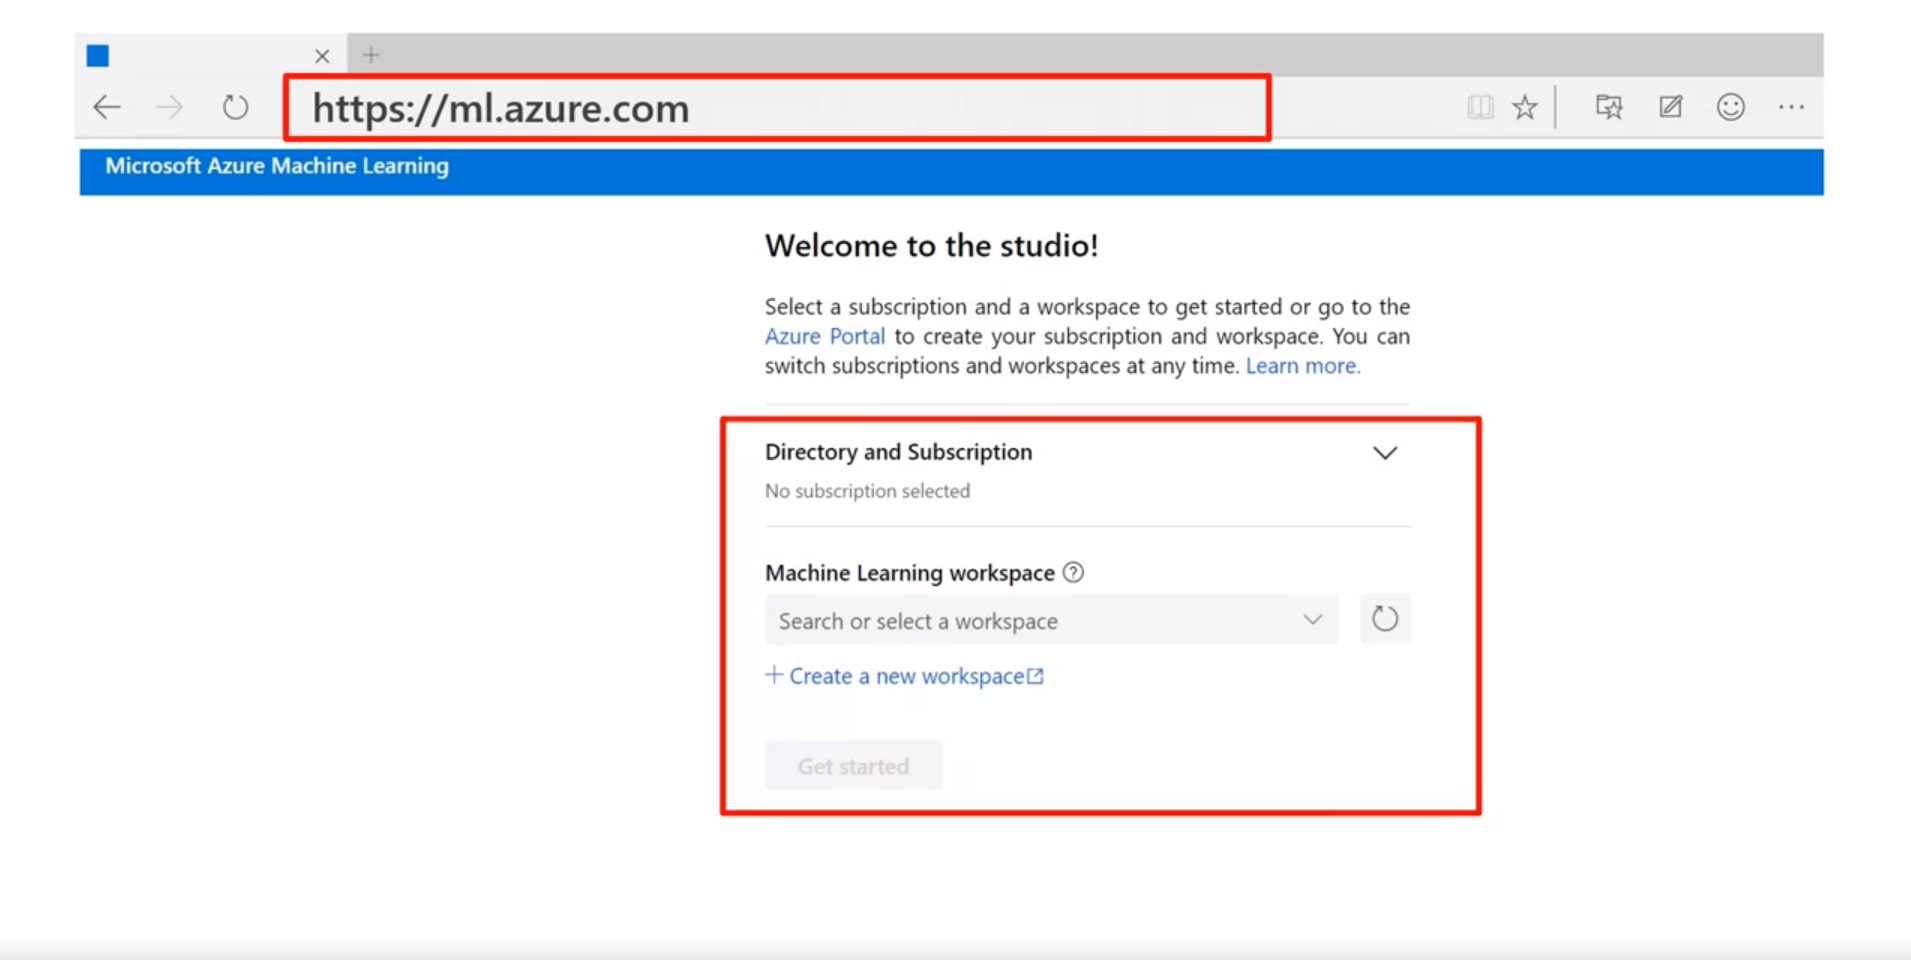 https://ml.azure.com
Microsoft Azure Machine Learning
Welcome to the studio!
Select a subscription and a workspace to get started or go to the
Azure Portal to create your subscription and workspace. You can
switch subscriptions and workspaces at any time. Learn more.
Directory and Subscription
No subscription selected
Machine Learning workspace
Search or select a workspace
+ Create a new workspace
Get started